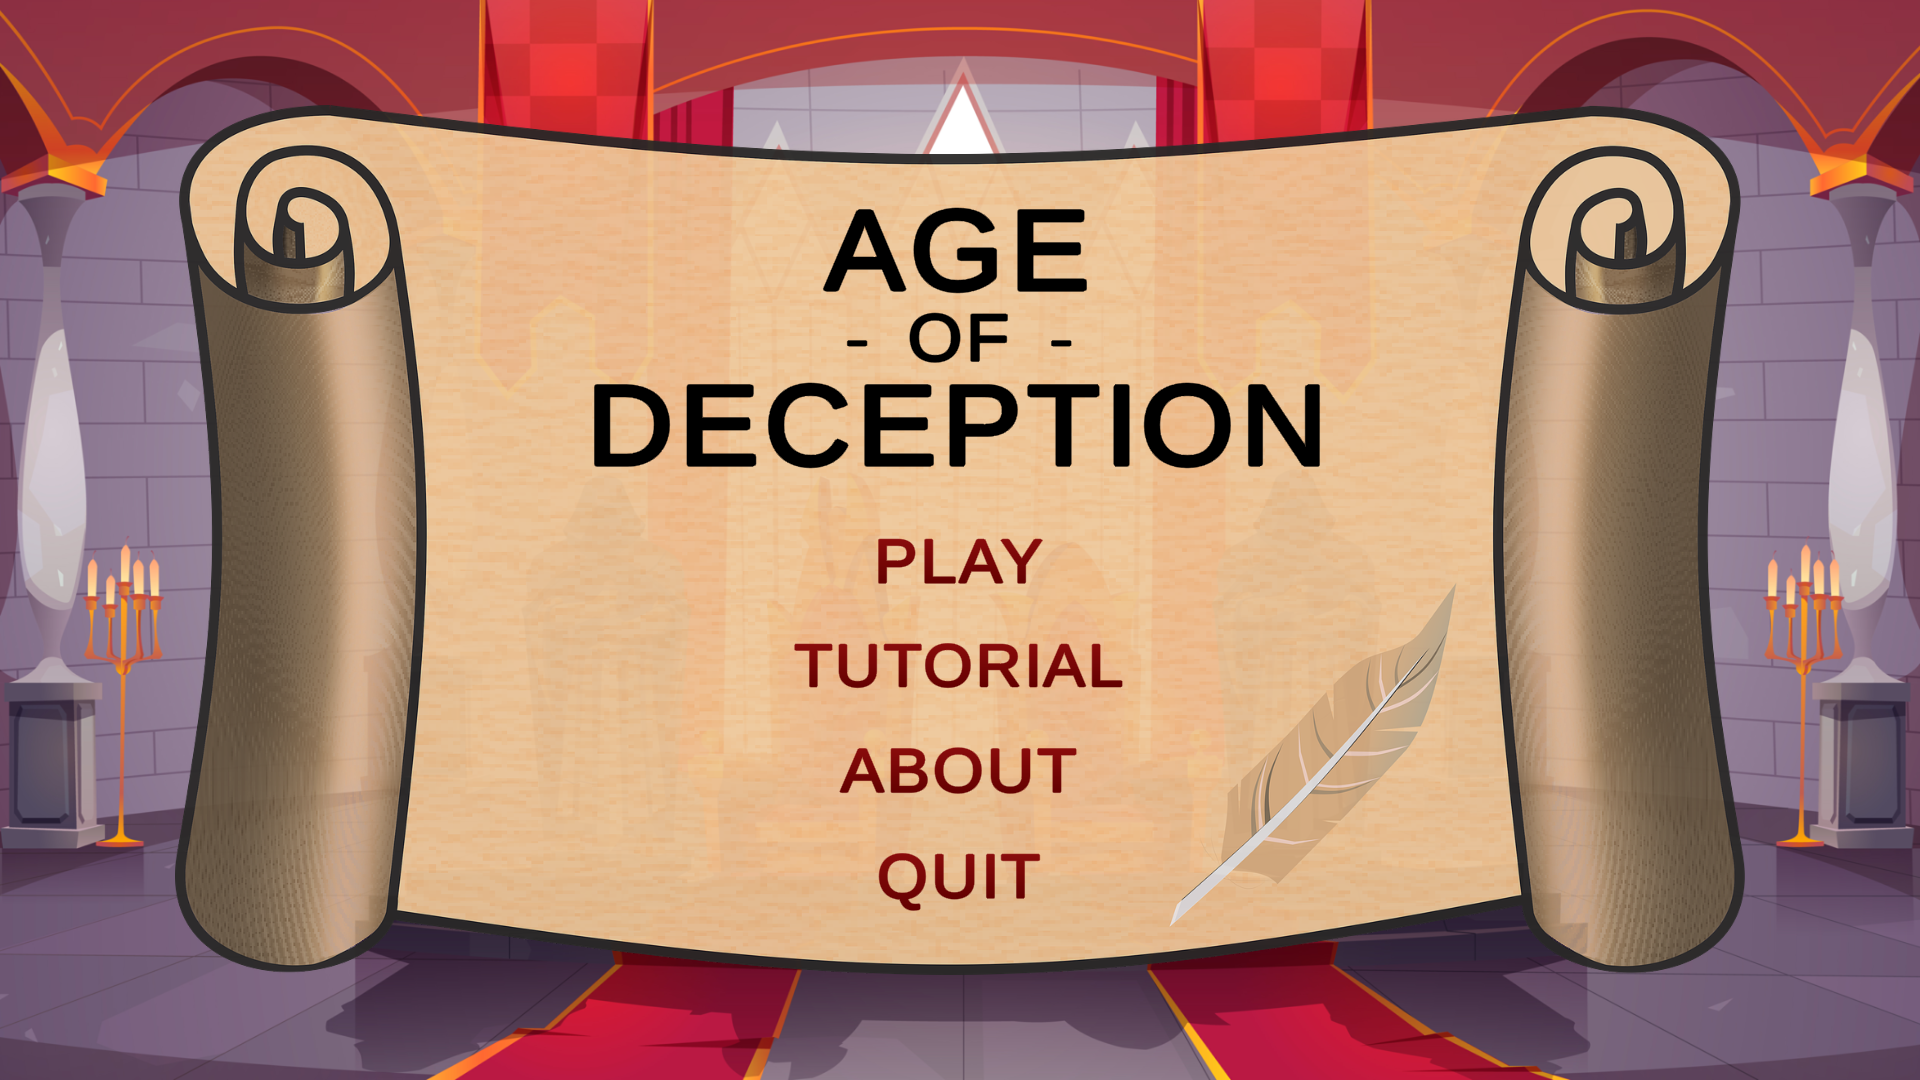 AGE
- OF -
DECEPTION
PLAY
TUTORIAL
ABOUT
QUIT